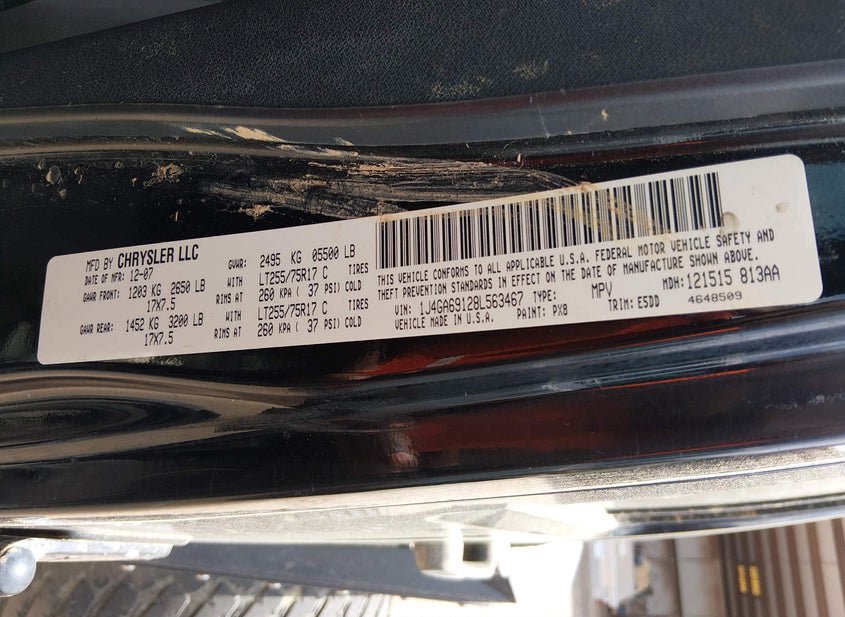 MFD BY CHRYSLER LLC
DATE OF MFR: 12-07
GVWR: 2495 KG 05500 LB
GAWR FRONT: 1203 KG 2650 LB WITH LT255/75R17 C TIRES
17X7.5 RIMS AT 260 KPA ( 37 PSI) COLD
GAWR REAR: 1452 KG 3200 LB WITH LT255/75R17 C TIRES
17X7.5 RIMS AT 260 KPA ( 37 PSI) COLD
THIS VEHICLE CONFORMS TO ALL APPLICABLE U.S.A. FEDERAL MOTOR VEHICLE SAFETY AND
THEFT PREVENTION STANDARDS IN EFFECT ON THE DATE OF MANUFACTURE SHOWN ABOVE.
VIN: 1J4GA69128L563467 TYPE: MPV MDH: 121515 813AA
VEHICLE MADE IN U.S.A. PAINT: PX8 TRIM: E5DD 4648509